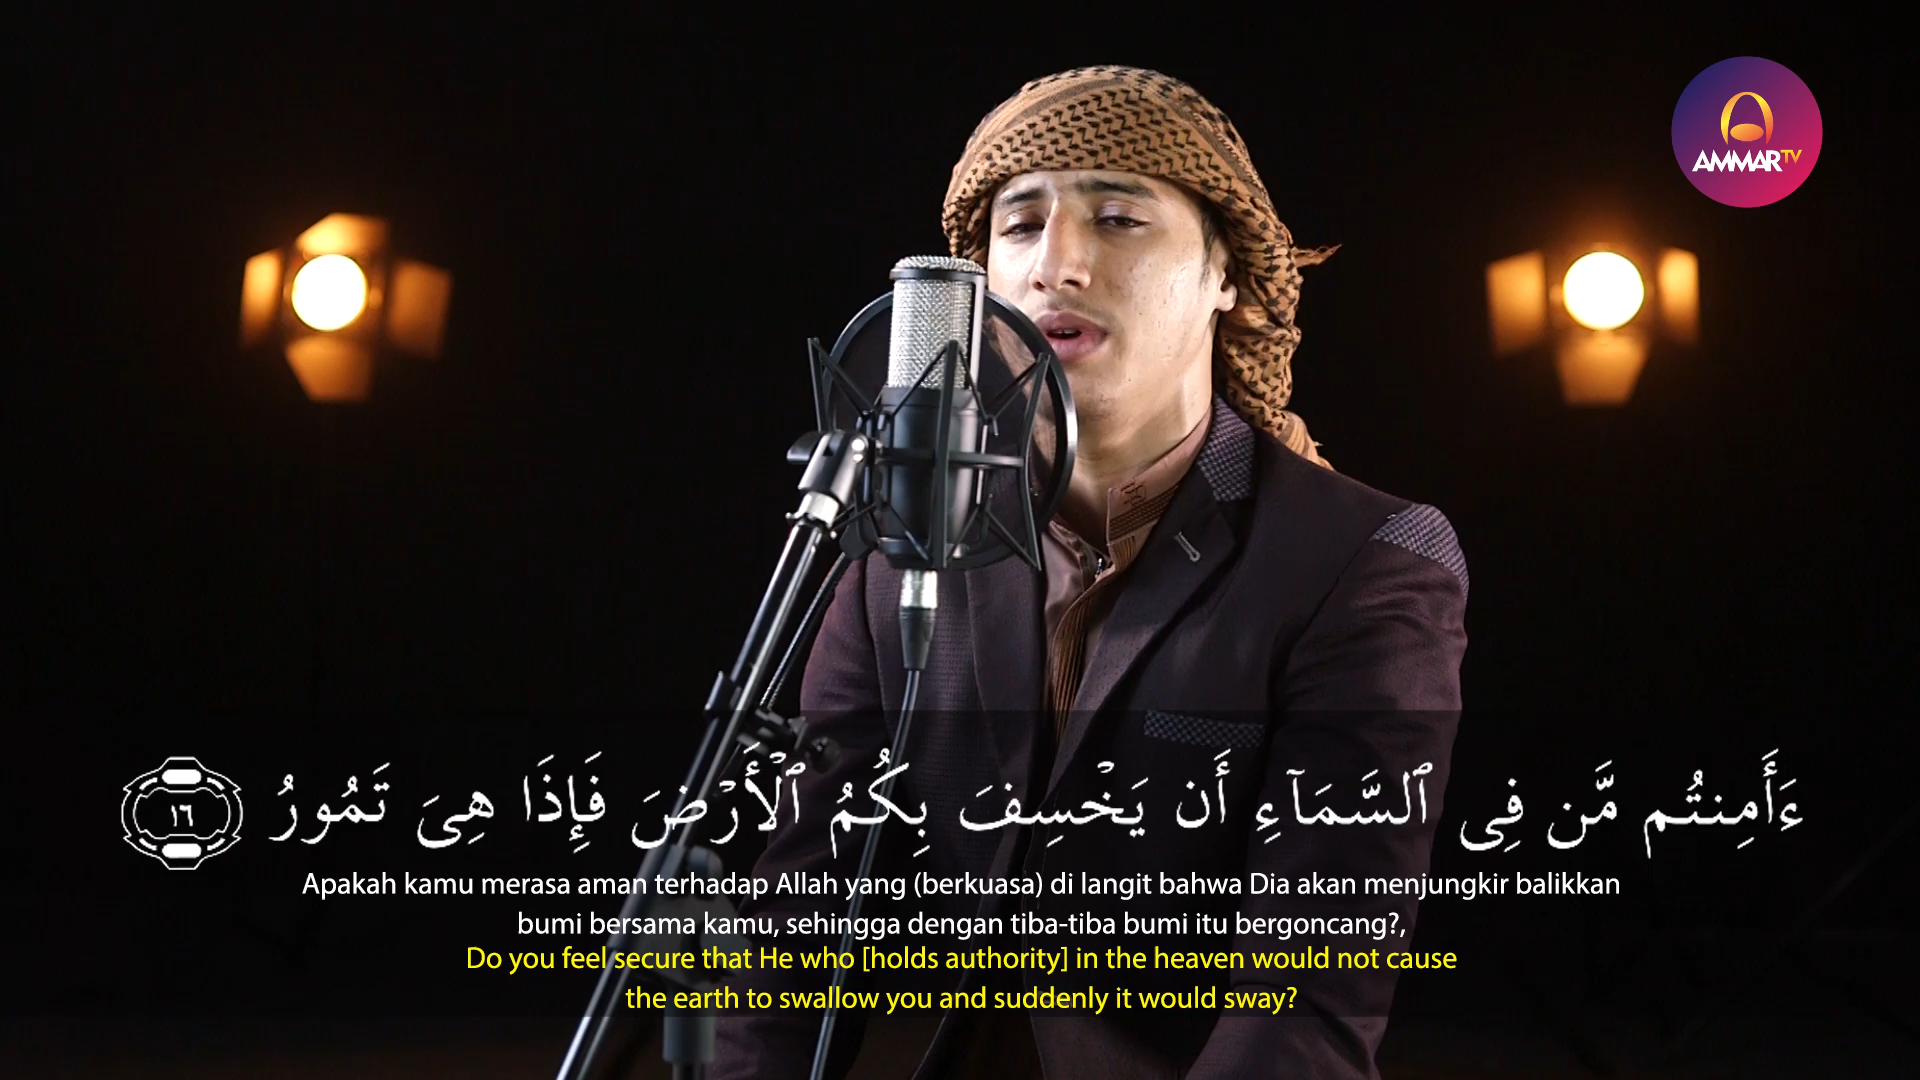 AMMARTV
ءَأَمِنتُم مَّن فِى ٱلسَّمَآءِ أَن يَخْسِفَ بِكُمُ ٱلْأَرْضَ فَإِذَا هِىَ تَمُورُ ١٦
Apakah kamu merasa aman terhadap Allah yang (berkuasa) di langit bahwa Dia akan menjungkir balikkan
bumi bersama kamu, sehingga dengan tiba-tiba bumi itu bergoncang?,
Do you feel secure that He who [holds authority] in the heaven would not cause
the earth to swallow you and suddenly it would sway?